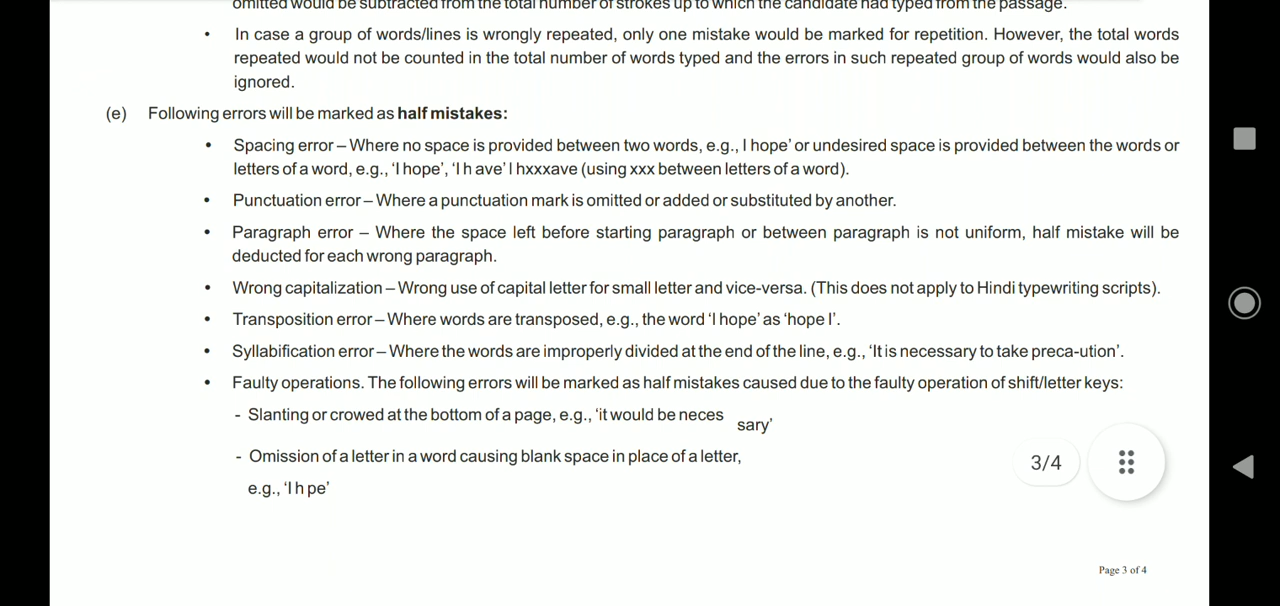 omitted would be subtracted from the total number of strokes up to which the candidate had typed from the passage.
• In case a group of words/lines is wrongly repeated, only one mistake would be marked for repetition. However, the total words
repeated would not be counted in the total number of words typed and the errors in such repeated group of words would also be
ignored.
(e) Following errors will be marked as half mistakes:
• Spacing error – Where no space is provided between two words, e.g., I hope' or undesired space is provided between the words or
letters of a word, e.g., 'I hope', 'I h ave' I hxxxave (using xxx between letters of a word).
• Punctuation error – Where a punctuation mark is omitted or added or substituted by another.
• Paragraph error – Where the space left before starting paragraph or between paragraph is not uniform, half mistake will be
deducted for each wrong paragraph.
• Wrong capitalization – Wrong use of capital letter for small letter and vice-versa. (This does not apply to Hindi typewriting scripts).
• Transposition error – Where words are transposed, e.g., the word 'I hope' as 'hope I'.
• Syllabification error – Where the words are improperly divided at the end of the line, e.g., 'It is necessary to take preca-ution'.
• Faulty operations. The following errors will be marked as half mistakes caused due to the faulty operation of shift/letter keys:
- Slanting or crowed at the bottom of a page, e.g., 'it would be neces
sary'
- Omission of a letter in a word causing blank space in place of a letter,
3/4
e.g., 'I h pe'
Page 3 of 4